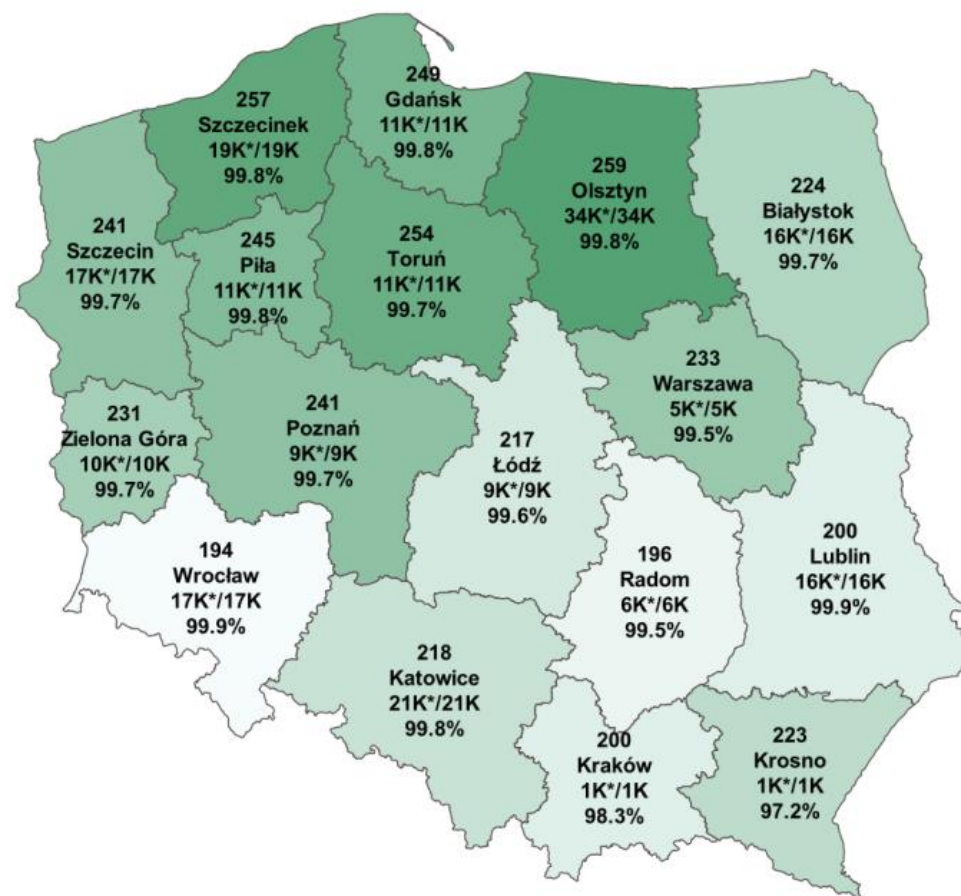 249
Gdańsk
11K*/11K
99.8%
257
Szczecinek
19K*/19K
99.8%
259
Olsztyn
34K*/34K
99.8%
224
Białystok
16K*/16K
99.7%
241
Szczecin
17K*/17K
99.7%
245
Piła
11K*/11K
99.8%
254
Toruń
11K*/11K
99.7%
233
Warszawa
5K*/5K
99.5%
231
Zielona Góra
10K*/10K
99.7%
241
Poznań
9K*/9K
99.7%
217
Łódź
9K*/9K
99.6%
200
Lublin
16K*/16K
99.9%
194
Wrocław
17K*/17K
99.9%
196
Radom
6K*/6K
99.5%
218
Katowice
21K*/21K
99.8%
200
Kraków
1K*/1K
98.3%
223
Krosno
1K*/1K
97.2%